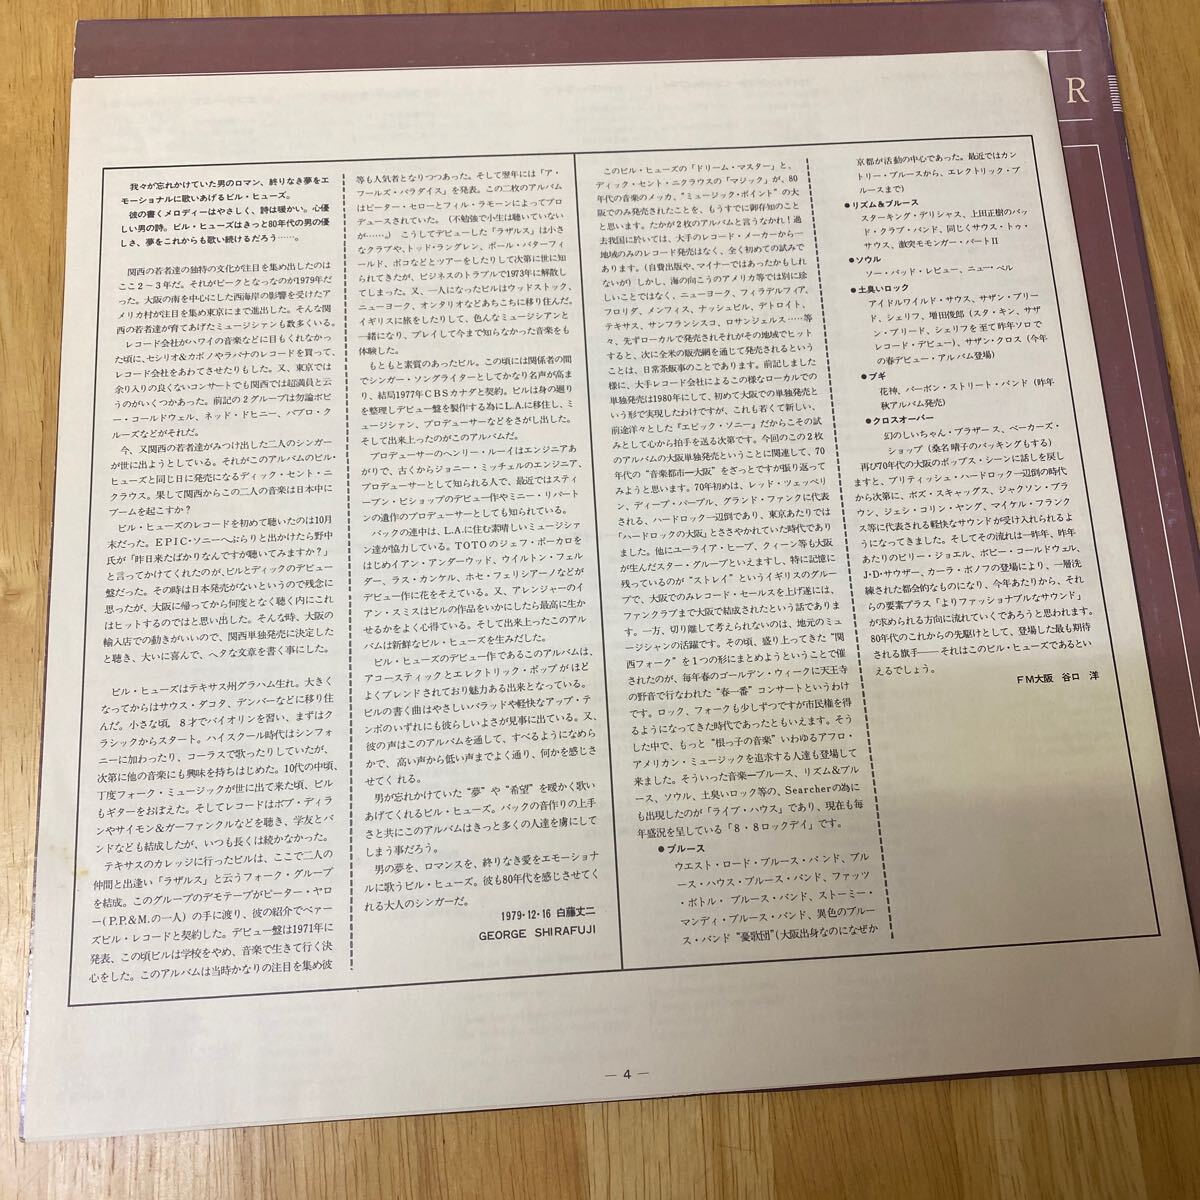 R
我々が忘れかけていた男のロマン、終りなき夢をエ
モーショナルに歌いあげるビル・ヒューズ。
彼の書くメロディーはやさしく、詩は暖かい。心優
しい男の詩。ビル・ヒューズはきっと80年代の男の優
しさ、夢をこれからも歌い続けるだろう……。
関西の若者達の独特の文化が注目を集め出したのは
ここ２〜３年だ。それがピークとなったのが1979年だ
った。大阪の南を中心にした西海岸の影響を受けたア
メリカ村が注目を集め東京にまで進出した。そんな関
西の若者達が育てあげたミュージシャンも数多くいる。
レコード会社がハワイの音楽などに目もくれなかっ
た頃に、セシリオ＆カポノやラバナのレコードを買って、
レコード会社をあわてさせたりもした。又、東京では
余り入りの良くないコンサートでも関西では超満員と云
うのがいくつかあった。前記の２グループは勿論ボビ
ー・コールドウェル、ネッド・ドヒニー、パブロ・ク
ルーズなどがそれだ。
今、又関西の若者達がみつけ出した二人のシンガー
が世に出ようとしている。それがこのアルバムのビル・
ヒューズと同じ日に発売になるディック・セント・ニ
クラウス。果して関西からこの二人の音楽は日本中に
ブームを起こすか？
ビル・ヒューズのレコードを初めて聴いたのは10月
末だった。ＥＰＩＣ・ソニーへぶらりと出かけたら野中
氏が「昨日来たばかりなんですが聴いてみますか？」
と言ってかけてくれたのが、ビルとディックのデビュー
盤だった。その時は日本発売がないというので残念に
思ったが、大阪に帰ってから何度となく聴く内にこれ
はヒットするのではと思い出した。そんな時、大阪の
輸入店での動きがいいので、関西単独発売に決定した
と聴き、大いに喜んで、ヘタな文章を書く事にした。
ビル・ヒューズはテキサス州グラハム生れ。大きく
なってからはサウス・ダコタ、デンバーなどに移り住
んだ。小さな頃、８才でバイオリンを習い、まずはク
ラシックからスタート。ハイスクール時代はシンフォ
ニーに加わったり、コーラスで歌ったりしていたが、
次第に他の音楽にも興味を持ちはじめた。10代の中頃、
丁度フォーク・ミュージックが世に出て来た頃、ビル
もギターをおぼえた。そしてレコードはボブ・ディラ
ンやサイモン＆ガーファンクルなどを聴き、学友とバ
ンドなども結成したが、いつも長くは続かなかった。
テキサスのカレッジに行ったビルは、ここで二人の
仲間と出逢い「ラザルス」と云うフォーク・グループ
を結成。このグループのデモテープがピーター・ヤロ
ー（P.P.&M.の一人）の手に渡り、彼の紹介でベァー
ズビル・レコードと契約した。デビュー盤は1971年に
発表、この頃ビルは学校をやめ、音楽で生きて行く決
心をした。このアルバムは当時かなりの注目を集め彼
等も人気者となりつつあった。そして翌年には「ア・
フールズ・パラダイス」を発表。この二枚のアルバム
はピーター・セローとフィル・ラモーンによってプロ
デュースされていた。（不勉強で小生は聴いていない
が……。）こうしてデビューした「ラザルス」は小さ
なクラブや、トッド・ラングレン、ポール・バターフィ
ールド、ポコなどとツアーをしたりして次第に世に知
られてきたが、ビジネスのトラブルで1973年に解散し
てしまった。又、一人になったビルはウッドストック、
ニューヨーク、オンタリオなどあちこちに移り住んだ。
イギリスに旅をしたりして、色んなミュージシアンと
一緒になり、プレイして今まで知らなかった音楽をも
体験した。
もともと素質のあったビル。この頃には関係者の間
でシンガー・ソングライターとしてかなり名声が高ま
り、結局1977年ＣＢＳカナダと契約。ビルは身の廻り
を整理しデビュー盤を製作する為にL.A.に移住し、ミ
ュージシアン、プロデューサーなどをさがし出した。
そして出来上ったのがこのアルバムだ。
プロデューサーのヘンリー・ルーイはエンジニアあ
がりで、古くからジョニー・ミッチェルのエンジニア、
プロデューサーとして知られる人で、最近ではスティ
ーブン・ビショップのデビュー作やミニー・リパート
ンの遺作のプロデューサーとしても知られている。
バックの連中は、L.A.に住む素晴しいミュージシァ
ン達が協力している。ＴＯＴＯのジェフ・ポーカロを
はじめイアン・アンダーウッド、ウイルトン・フェル
ダー、ラス・カンケル、ホセ・フェリシアーノなどが
デビュー作に花をそえている。又、アレンジャーのイ
アン・スミスはビルの作品をいかにしたら最高に生か
せるかをよく心得ている。そして出来上ったこのアル
バムは新鮮なビル・ヒューズを生みだした。
ビル・ヒューズのデビュー作であるこのアルバムは、
アコースティックとエレクトリック・ポップがほど
よくブレンドされており魅力ある出来となっている。
ビルの書く曲はやさしいバラッドや軽快なアップ・テ
ンポのいずれにも彼らしいよさが見事に出ている。又、
彼の声はこのアルバムを通して、すべるようになめら
かで、高い声から低い声までよく通り、何かを感じさ
せてくれる。
男が忘れかけていた“夢”や“希望”を暖かく歌い
あげてくれるビル・ヒューズ。バックの音作りの上手
さと共にこのアルバムはきっと多くの人達を虜にして
しまう事だろう。
男の夢を、ロマンスを、終りなき愛をエモーショナ
ルに歌うビル・ヒューズ。彼も80年代を感じさせてく
れる大人のシンガーだ。
1979・12・16 白藤丈二
GEORGE SHIRAFUJI
このビル・ヒューズの「ドリーム・マスター」と、
ディック・セント・ニクラウスの「マジック」が、80
年代の音楽のメッカ、“ミュージック・ポイント”の大
阪でのみ発売されたことを、もうすでに御存知のこと
と思います。たかが２枚のアルバムと言うなかれ！過
去我国に於いては、大手のレコード・メーカーから一
地域のみのレコード発売はなく、全く初めての試みで
あります。（自費出版や、マイナーではあったかもしれ
ないが）しかし、海の向こうのアメリカ等では別に珍
しいことではなく、ニューヨーク、フィラデルフィア、
フロリダ、メンフィス、ナッシュビル、デトロイト、
テキサス、サンフランシスコ、ロサンジェルス……等
々、先ずローカルで発売されそれがその地域でヒット
すると、次に全米の販売網を通じて発売されるという
ことは、日常茶飯事のことであります。前記しました
様に、大手レコード会社によるこの様なローカルでの
単独発売は1980年にして、初めて大阪での単独発売と
いう形で実現したわけですが、これも若くて新しい、
前途洋々とした『エピック・ソニー』だからこその試
みとして心から拍手を送る次第です。今回のこの２枚
のアルバムの大阪単独発売ということに関連して、70
年代の“音楽都市―大阪”をざっとですが振り返って
みようと思います。70年初めは、レッド・ツェッペリ
ン、ディープ・パープル、グランド・ファンクに代表
される、ハードロック一辺倒であり、東京あたりでは
「ハードロックの大阪」とささやかれていた時代であり
ました。他にユーライア・ヒープ、クィーン等も大阪
が生んだスター・グループといえますし、特に記憶に
残っているのが“ストレイ”というイギリスのグルー
プで、大阪でのみレコード・セールスを上げ遂には、
ファンクラブまで大阪で結成されたという話でありま
す。一方、切り離して考えられないのは、地元のミュ
ージシャンの活躍です。その頃、盛り上ってきた“関
西フォーク”を１つの形にまとめようということで催
されたのが、毎年春のゴールデン・ウィークに天王寺
の野音で行なわれた“春一番”コンサートというわけ
です。ロック、フォークも少しずつですが市民権を得
るようになってきた時代であったともいえます。そう
した中で、もっと“根っ子の音楽”いわゆるアフロ・
アメリカン・ミュージックを追求する人達も登場して
来ました。そういった音楽―ブルース、リズム＆ブル
ース、ソウル、土臭いロック等の、Searcherの為に
も出現したのが「ライブ・ハウス」であり、現在も毎
年盛況を呈している「８・８ロックデイ」です。
●ブルース
ウエスト・ロード・ブルース・バンド、ブル
ース・ハウス・ブルース・バンド、ファッツ
・ボトル・ブルース・バンド、ストーミー・
マンディ・ブルース・バンド、異色のブルー
ス・バンド“憂歌団”（大阪出身なのになぜか
京都が活動の中心であった。最近ではカン
トリー・ブルースから、エレクトリック・ブ
ルースまで）
●リズム＆ブルース
スターキング・デリシャス、上田正樹のバッ
ド・クラブ・バンド、同じくサウス・トゥ・
サウス、激突モモンガー・パートⅡ
●ソウル
ソー・バッド・レビュー、ニュー・ベル
●土臭いロック
アイドルワイルド・サウス、サザン・ブリー
ド、シェリフ、増田俊郎（スタ・キン、サザ
ン・ブリード、シェリフを至て昨年ソロで
レコード・デビュー）、サザン・クロス（今年
の春デビュー・アルバム登場）
●ブギ
花神、バーボン・ストリート・バンド（昨年
秋アルバム発売）
●クロスオーバー
幻のしいちゃん・ブラザース、ベーカーズ・
ショップ（桑名晴子のバッキングもする）
再び70年代の大阪のポップス・シーンに話しを戻し
ますと、ブリティッシュ・ハードロック一辺倒の時代
から次第に、ボズ・スキャッグス、ジャクソン・ブラ
ウン、ジェシ・コリン・ヤング、マイケル・フランク
ス等に代表される軽快なサウンドが受け入れられるよ
うになってきました。そしてその流れは一昨年、昨年
あたりのビリー・ジョエル、ボビー・コールドウェル、
J・D・サウザー、カーラ・ボノフの登場により、一層洗
練された都会的なものになり、今年あたりから、それ
らの要素プラス「よりファッショナブルなサウンド」
が求められる方向に流れていくであろうと思われます。
80年代のこれからの先駆けとして、登場した最も期待
される旗手――それはこのビル・ヒューズであるとい
えるでしょう。
ＦＭ大阪 谷口 洋
― 4 ―